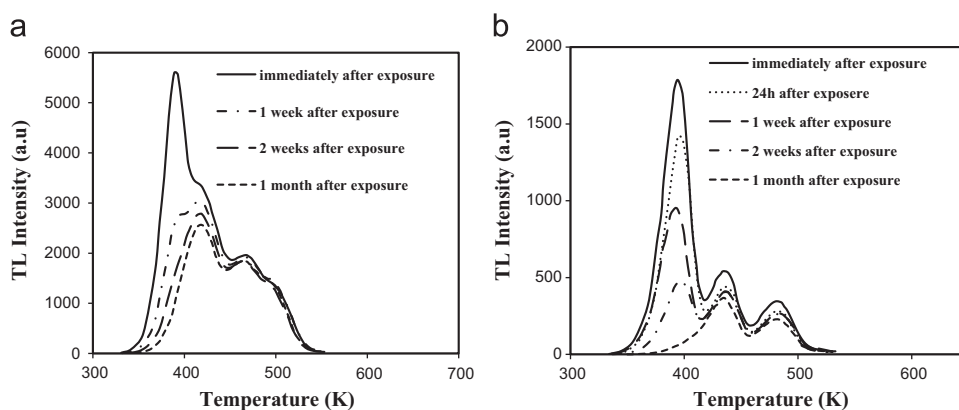 a
6000
5000
4000
3000
2000
1000
0
TL Intensity (a.u)
immediately after exposure
1 week after exposure
2 weeks after exposure
1 month after exposure
300 400 500 600 700
Temperature (K)
b
2000
1500
1000
500
0
TL Intensity (a.u)
immediately after exposure
24h after exposere
1 week after exposure
2 weeks after exposure
1 month after exposure
300 400 500 600
Temperature (K)